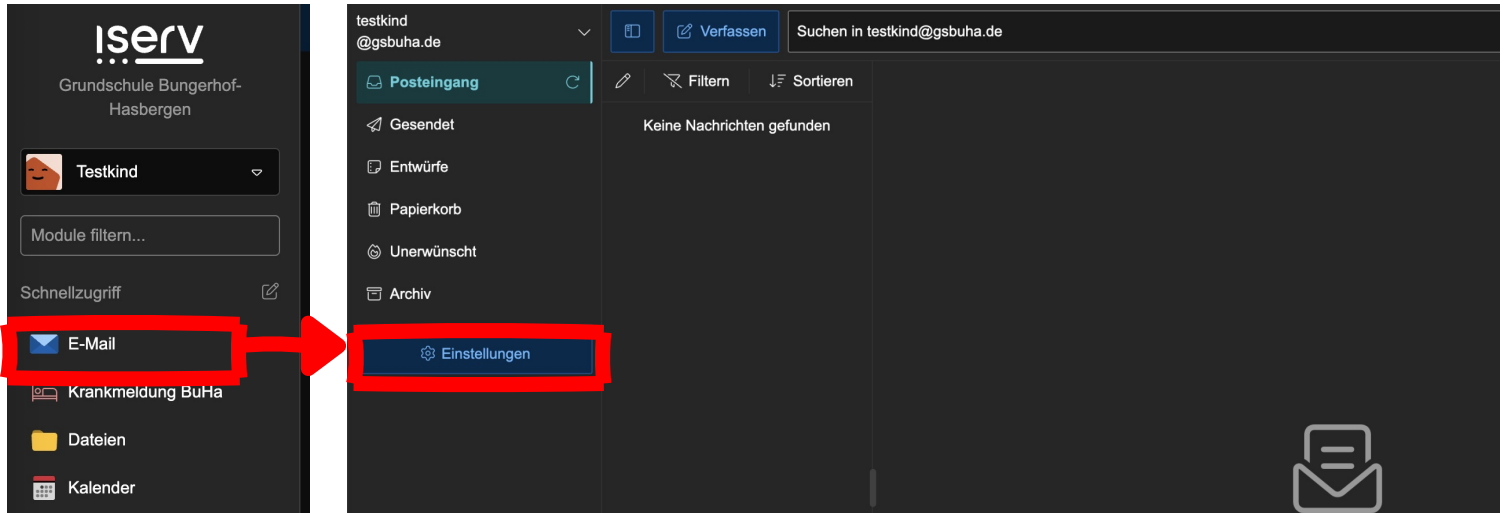 IServ
Grundschule Bungerhof-
Hasbergen
Testkind
Module filtern...
Schnellzugriff
E-Mail
Krankmeldung BuHa
Dateien
Kalender
testkind
@gsbuha.de
Posteingang
Gesendet
Entwürfe
Papierkorb
Unerwünscht
Archiv
Einstellungen
Verfassen
Suchen in testkind@gsbuha.de
Filtern
Sortieren
Keine Nachrichten gefunden